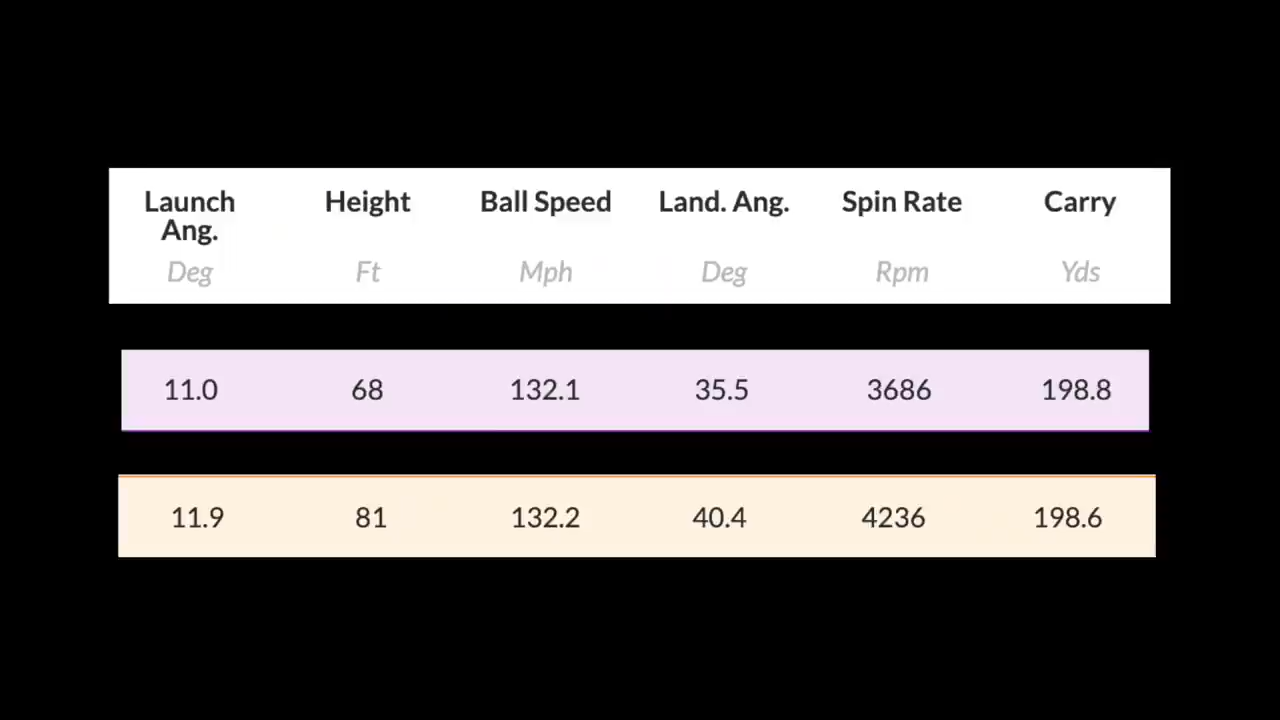 Launch Ang. Height Ball Speed Land. Ang. Spin Rate Carry
Deg Ft Mph Deg Rpm Yds
11.0 68 132.1 35.5 3686 198.8
11.9 81 132.2 40.4 4236 198.6